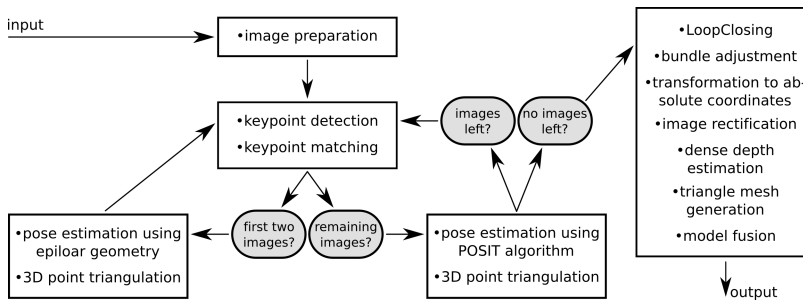 input
•image preparation
•keypoint detection
•keypoint matching
images
left?
no images
left?
first two
images?
remaining
images?
•pose estimation using
epiloar geometry
•3D point triangulation
•pose estimation using
POSIT algorithm
•3D point triangulation
•LoopClosing
•bundle adjustment
•transformation to ab-
solute coordinates
•image rectification
•dense depth
estimation
•triangle mesh
generation
•model fusion
output